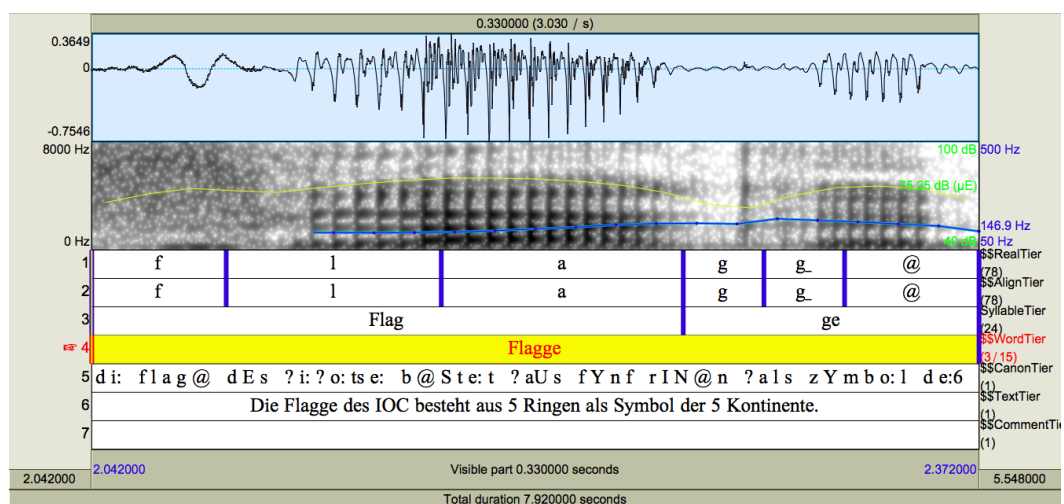 0.330000 (3.030 / s)
0.3649
0
-0.7546
8000 Hz 100 dB 500 Hz
75.25 dB (µE)
146.9 Hz
0 Hz 40 dB 50 Hz
1 f l a g g_ @ $$RealTier (78)
2 f l a g g_ @ $$AlignTier (78)
3 Flag ge SyllableTier (24)
☞ 4 Flagge $$WordTier (3 / 15)
5 d i: f l a g @ d E s ? i: ? o: ts e: b @ S t e: t ? aU s f Y n f r I N @ n ? a l s z Y m b o: l d e:6 $$CanonTier (1)
6 Die Flagge des IOC besteht aus 5 Ringen als Symbol der 5 Kontinente. $$TextTier (1)
7 $$CommentTie (1)
2.042000 Visible part 0.330000 seconds 2.372000
2.042000 5.548000
Total duration 7.920000 seconds